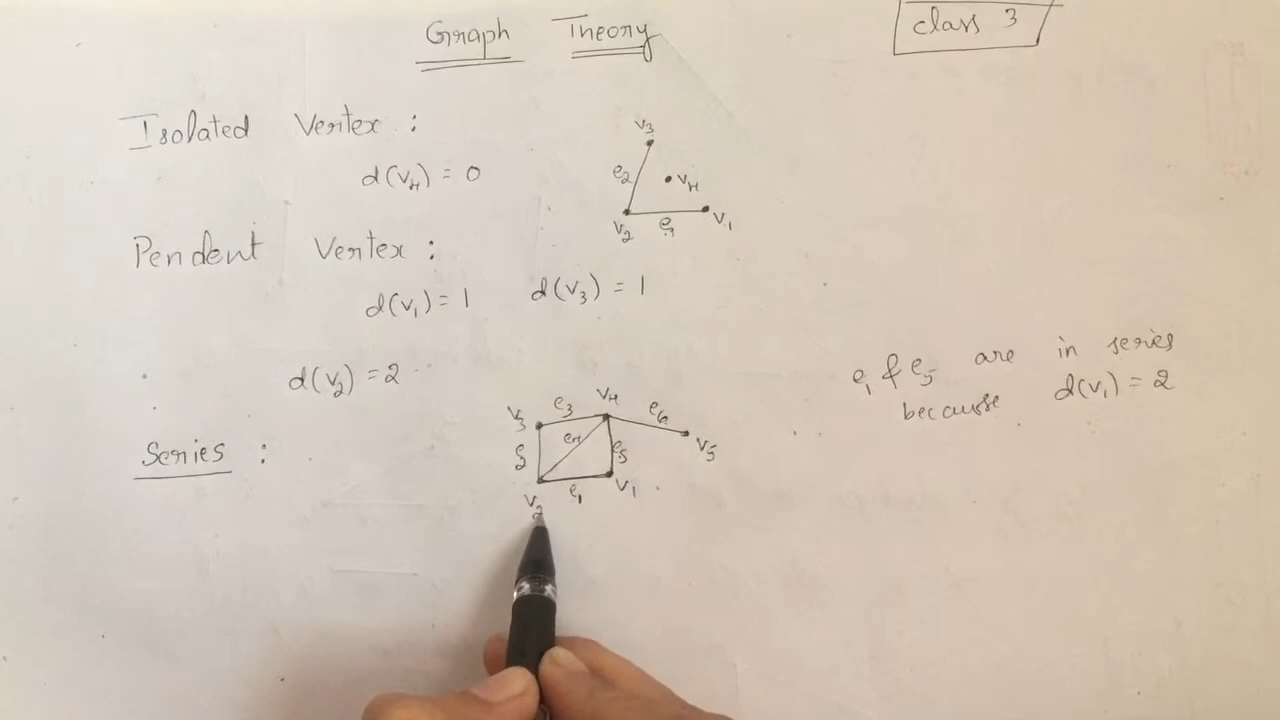 Graph Theory
class 3
Isolated Vertex :
d(v4) = 0
v3
e2
v4
v2
e1
v1
Pendent Vertex :
d(v1) = 1 d(v3) = 1
d(v2) = 2
e1 & e5 are in series
because d(v1) = 2
Series :
v3
e3
v4
e6
v5
e4
e5
e1
v1
v2